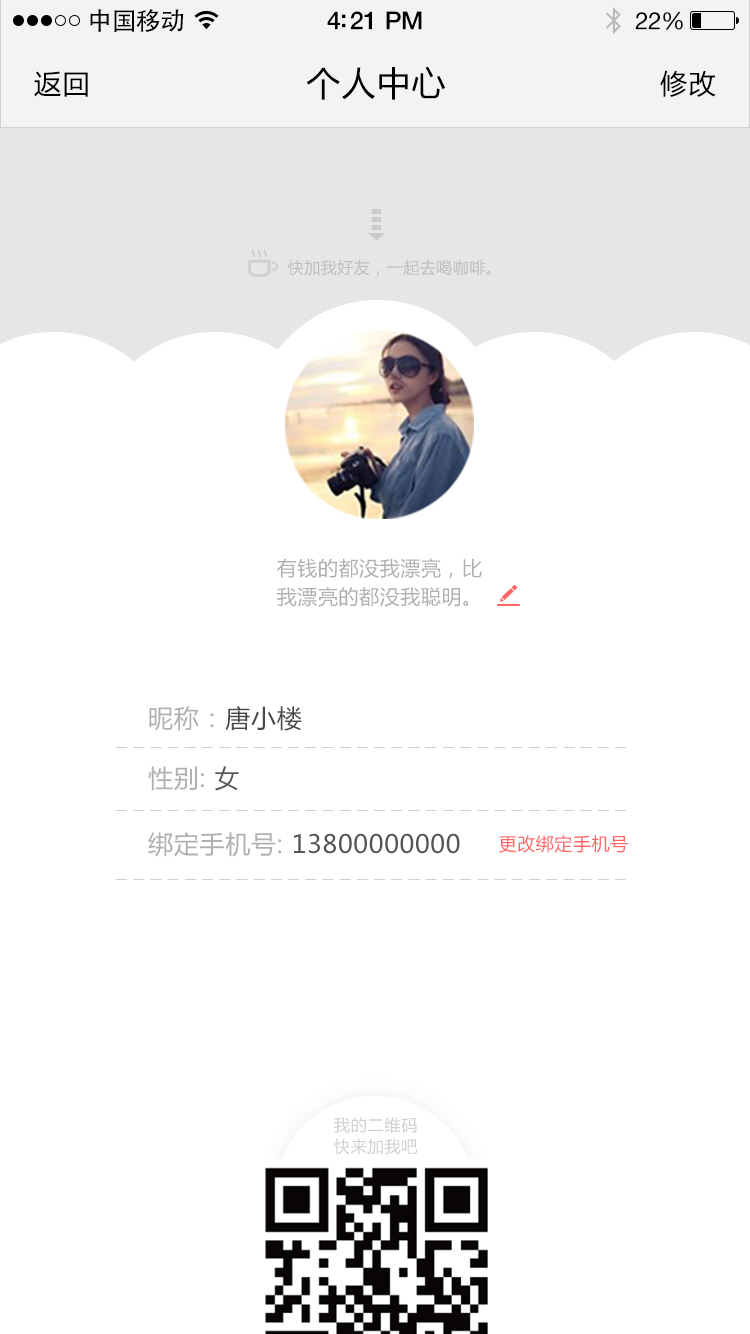 中国移动 4:21 PM 22%
返回 个人中心 修改
快加我好友，一起去喝咖啡。
有钱的都没我漂亮，比
我漂亮的都没我聪明。
昵称：唐小楼
性别: 女
绑定手机号: 13800000000 更改绑定手机号
我的二维码
快来加我吧